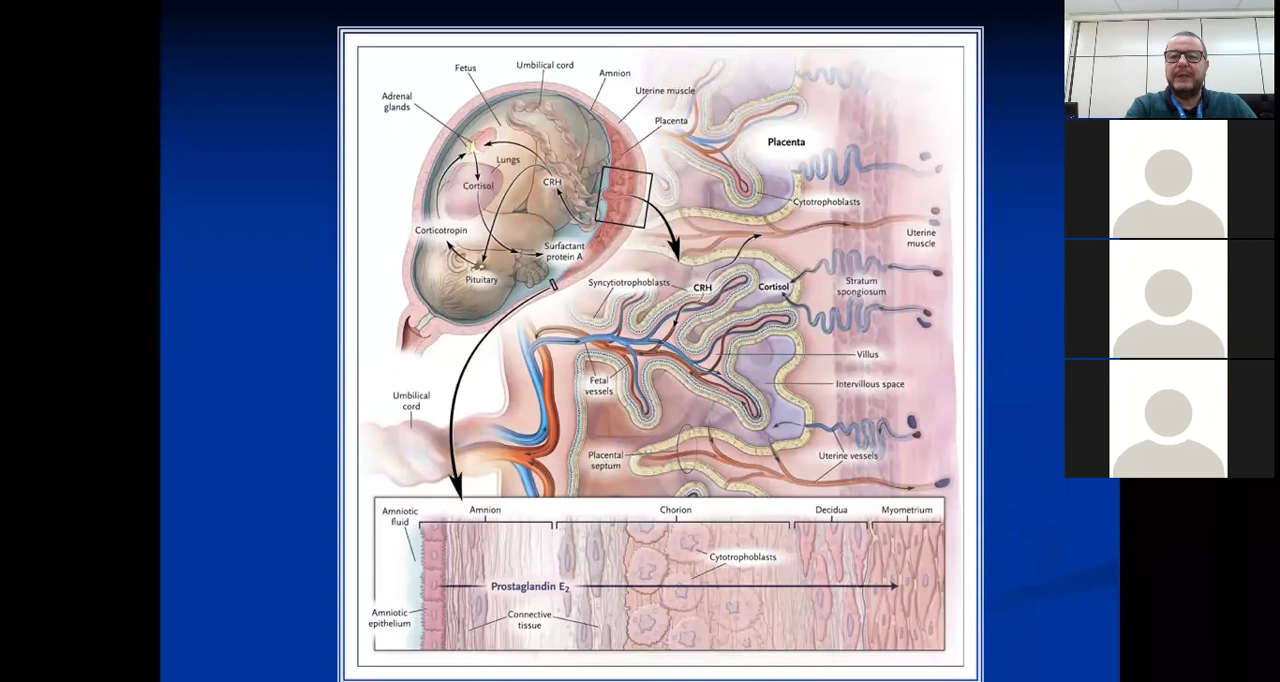 Fetus
Umbilical cord
Amnion
Uterine muscle
Placenta
Adrenal
glands
Lungs
Cortisol
CRH
Corticotropin
Surfactant
protein A
Pituitary
Placenta
Cytotrophoblasts
Uterine
muscle
Syncytiotrophoblasts
CRH
Cortisol
Stratum
spongiosum
Villus
Fetal
vessels
Intervillous space
Umbilical
cord
Placental
septum
Uterine vessels
Amniotic
fluid
Amnion
Chorion
Decidua
Myometrium
Cytotrophoblasts
Prostaglandin E₂
Amniotic
epithelium
Connective
tissue